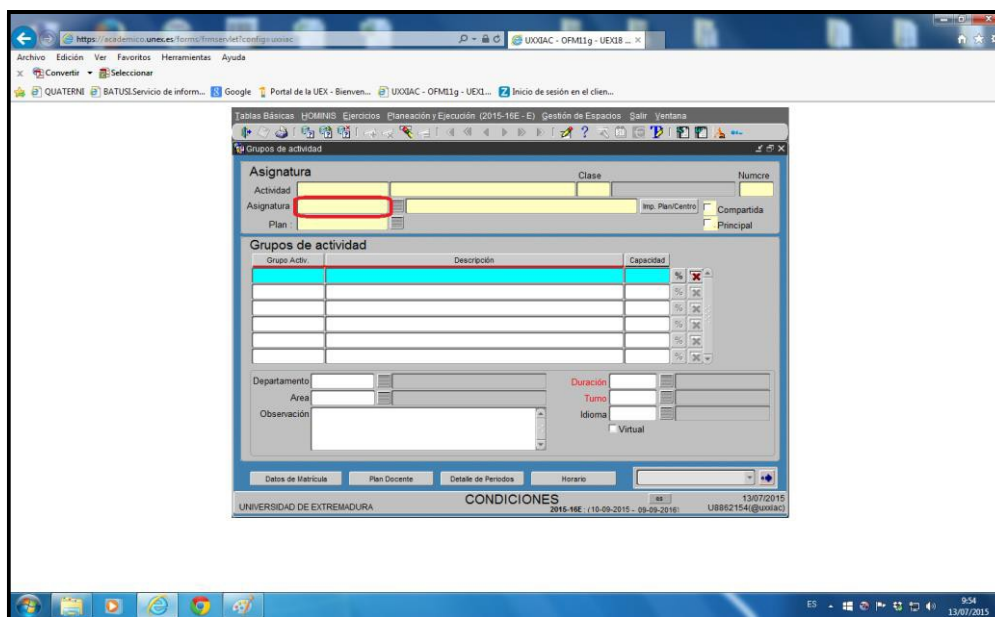 https://academico.unex.es/forms/frmservlet?config=uxxiac
UXXIAC - OFM11g - UEX18 ...
Archivo Edición Ver Favoritos Herramientas Ayuda
Convertir Seleccionar
QUATERNI BATUSI.Servicio de inform... Google Portal de la UEX - Bienven... UXXIAC - OFM11g - UEX1... Inicio de sesión en el clien...
Tablas Básicas HOMINIS Ejercicios Planeación y Ejecución (2015-16E - E) Gestión de Espacios Salir Ventana
Grupos de actividad
Asignatura Clase Numcre
Actividad
Asignatura Imp. Plan/Centro Compartida
Plan : Principal
Grupos de actividad
Grupo Activ. Descripción Capacidad
%
%
%
%
%
%
Departamento Duración
Area Turno
Observación Idioma
Virtual
Datos de Matrícula Plan Docente Detalle de Periodos Horario
CONDICIONES 13/07/2015
UNIVERSIDAD DE EXTREMADURA 2015-16E : (10-09-2015 - 09-09-2016) U8862154(@uxxiac)
ES 9:54
13/07/2015